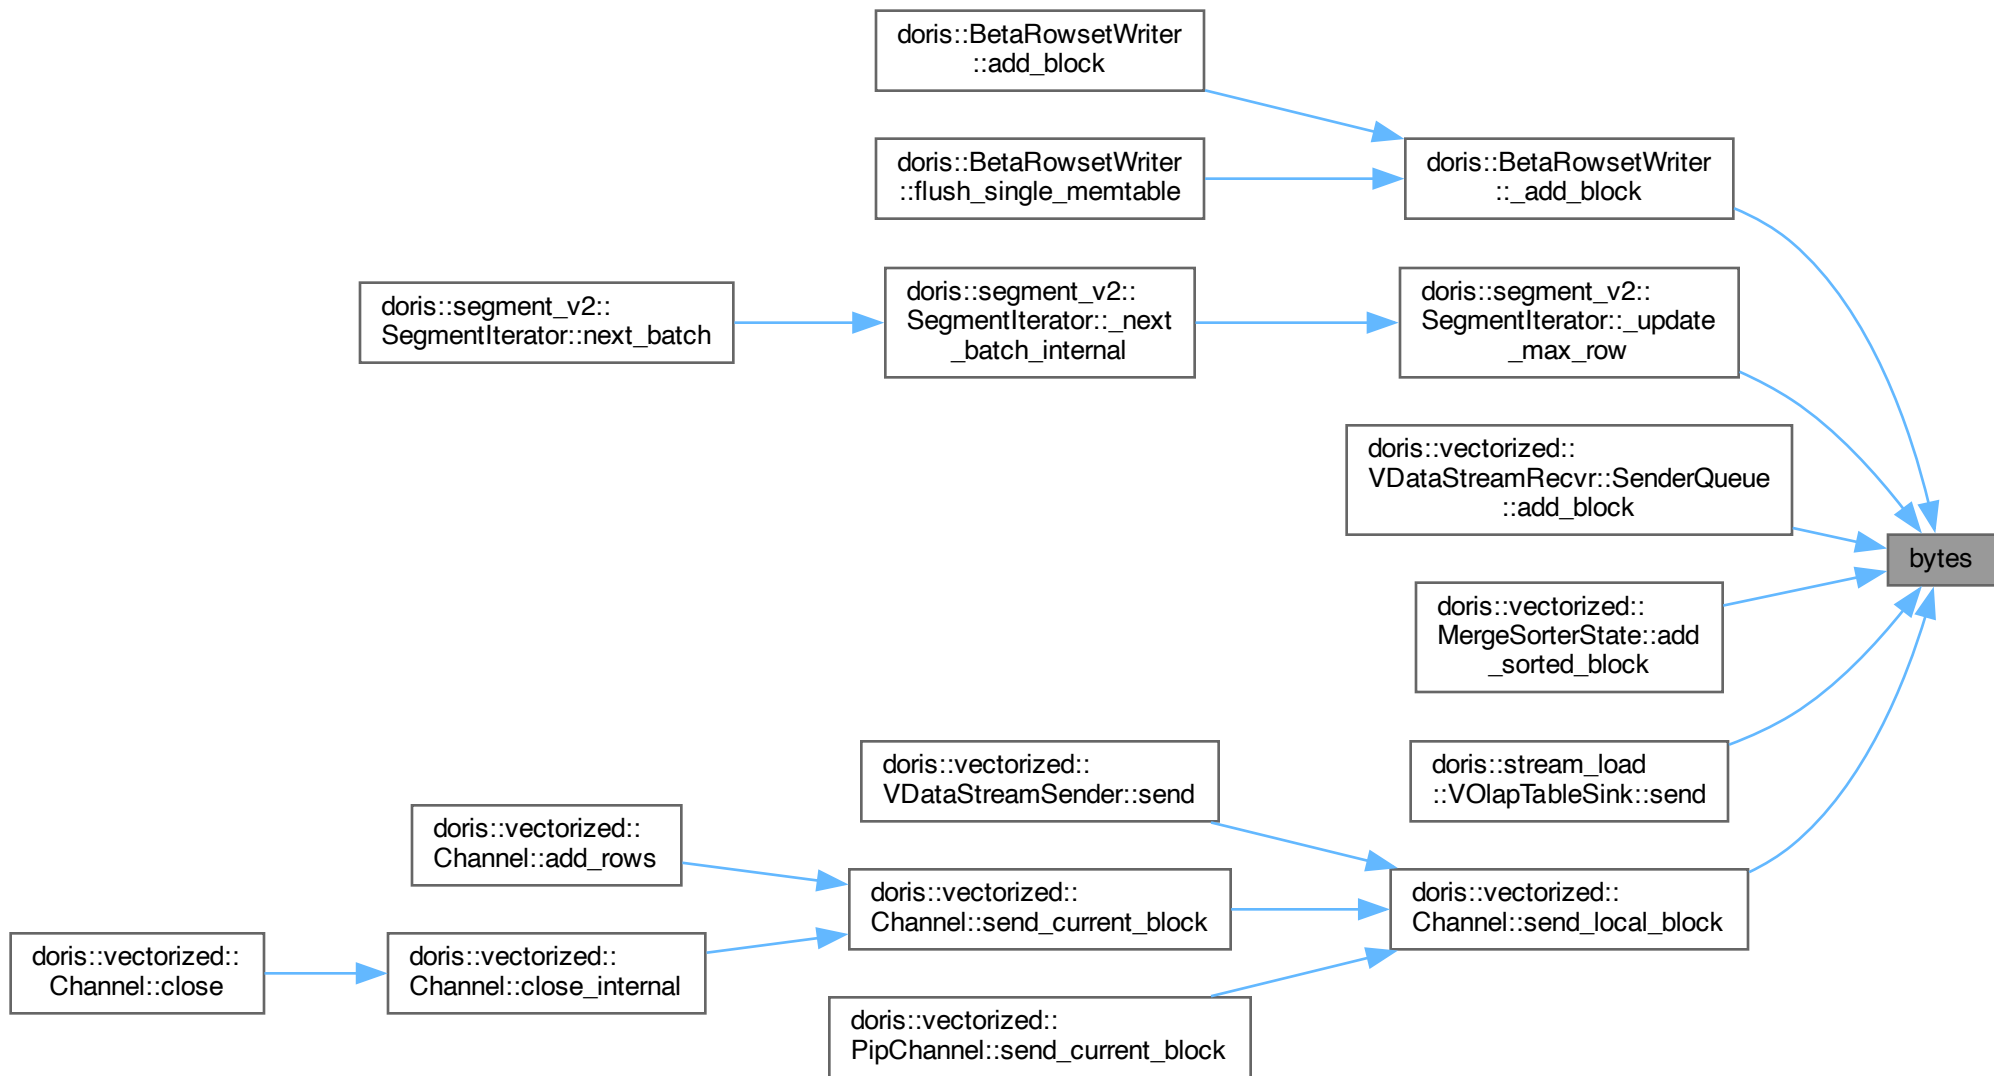 doris::BetaRowsetWriter
::add_block
doris::BetaRowsetWriter
::flush_single_memtable
doris::BetaRowsetWriter
::_add_block
doris::segment_v2::
SegmentIterator::next_batch
doris::segment_v2::
SegmentIterator::_next
_batch_internal
doris::segment_v2::
SegmentIterator::_update
_max_row
doris::vectorized::
VDataStreamRecvr::SenderQueue
::add_block
bytes
doris::vectorized::
MergeSorterState::add
_sorted_block
doris::stream_load
::VOlapTableSink::send
doris::vectorized::
VDataStreamSender::send
doris::vectorized::
Channel::add_rows
doris::vectorized::
Channel::send_current_block
doris::vectorized::
Channel::send_local_block
doris::vectorized::
Channel::close
doris::vectorized::
Channel::close_internal
doris::vectorized::
PipChannel::send_current_block